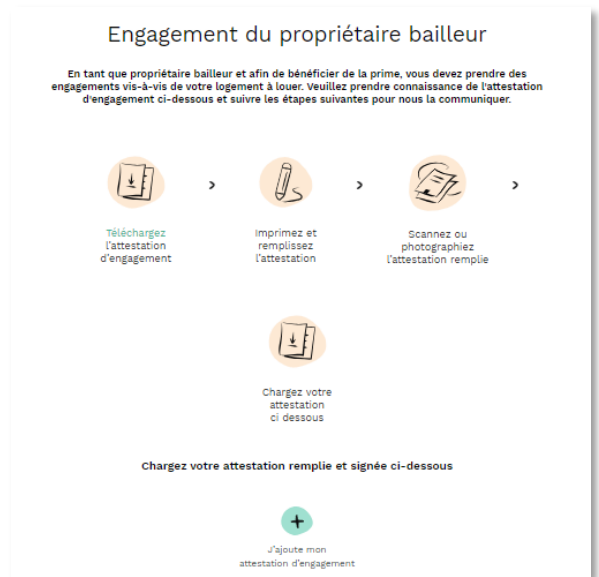 Engagement du propriétaire bailleur
En tant que propriétaire bailleur et afin de bénéficier de la prime, vous devez prendre des
engagements vis-à-vis de votre logement à louer. Veuillez prendre connaissance de l'attestation
d'engagement ci-dessous et suivre les étapes suivantes pour nous la communiquer.
Téléchargez
l'attestation
d'engagement
Imprimez et
remplissez
l'attestation
Scannez ou
photographiez
l'attestation remplie
Chargez votre
attestation
ci dessous
Chargez votre attestation remplie et signée ci-dessous
J'ajoute mon
attestation d'engagement